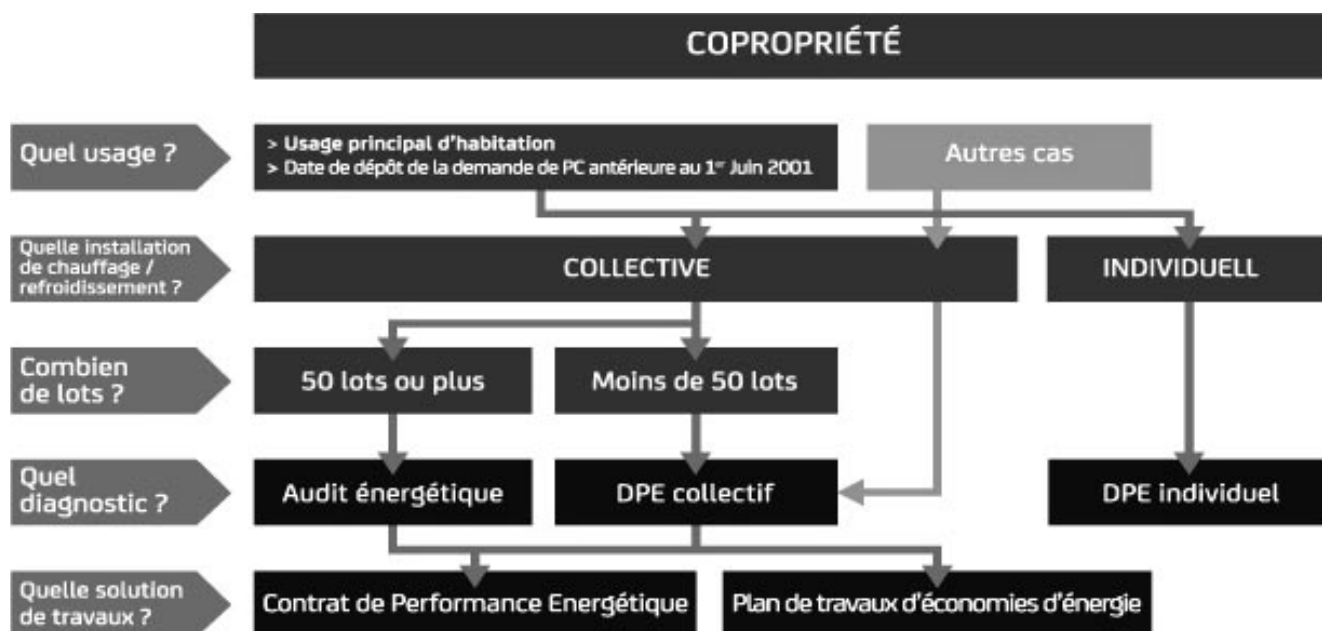 COPROPRIÉTÉ
Quel usage ?
> Usage principal d'habitation
> Date de dépôt de la demande de PC antérieure au 1er Juin 2001
Autres cas
Quelle installation
de chauffage /
refroidissement ?
COLLECTIVE
INDIVIDUELL
Combien
de lots ?
50 lots ou plus
Moins de 50 lots
Quel
diagnostic ?
Audit énergétique
DPE collectif
DPE individuel
Quelle solution
de travaux ?
Contrat de Performance Energétique
Plan de travaux d'économies d'énergie